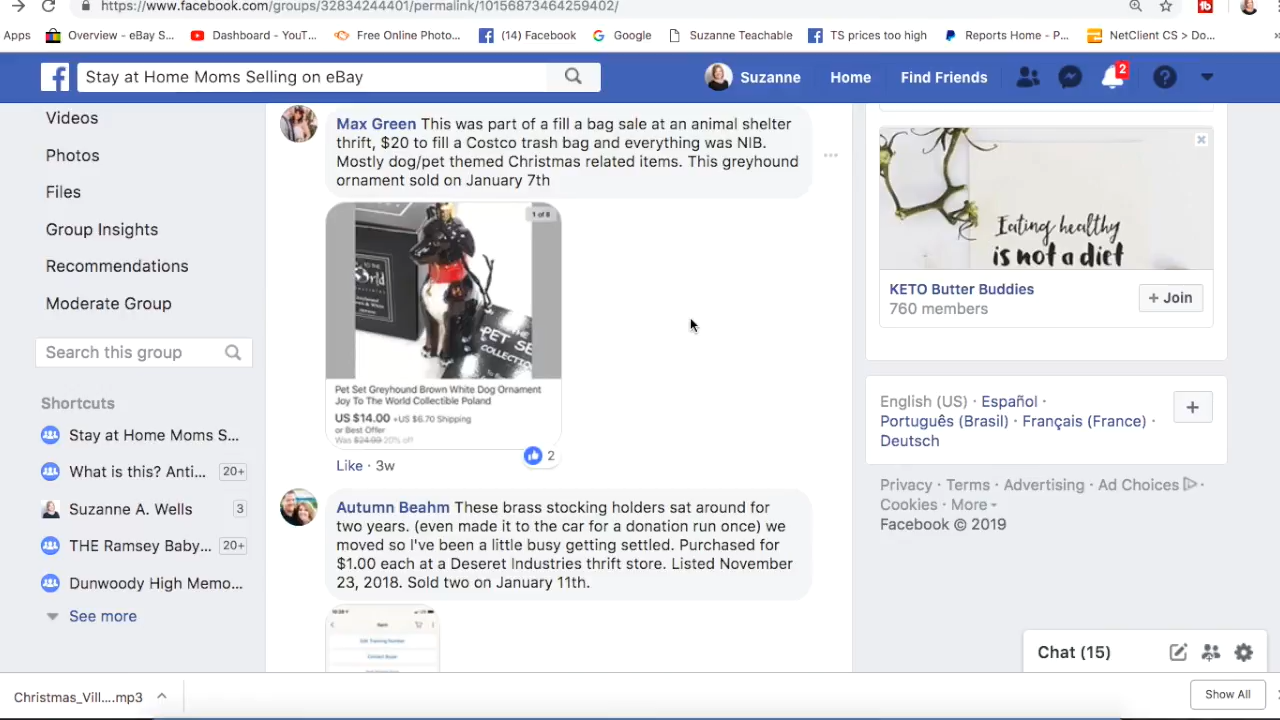 https://www.facebook.com/groups/32834244401/permalink/10156873464259402/
Apps Overview - eBay S... Dashboard - YouT... Free Online Photo... (14) Facebook Google Suzanne Teachable TS prices too high Reports Home - P... NetClient CS > Do...
Stay at Home Moms Selling on eBay
Suzanne Home Find Friends 2
Videos
Photos
Files
Group Insights
Recommendations
Moderate Group
Search this group
Shortcuts
Stay at Home Moms S...
What is this? Anti... 20+
Suzanne A. Wells 3
THE Ramsey Baby... 20+
Dunwoody High Memo...
See more
Max Green This was part of a fill a bag sale at an animal shelter
thrift, $20 to fill a Costco trash bag and everything was NIB.
Mostly dog/pet themed Christmas related items. This greyhound
ornament sold on January 7th
1 of 8
PET SE
COLLECTIO
Pet Set Greyhound Brown White Dog Ornament
Joy To The World Collectible Poland
US $14.00 +US $6.70 Shipping
or Best Offer
Was $24.99 20% off
Like · 3w
2
Autumn Beahm These brass stocking holders sat around for
two years. (even made it to the car for a donation run once) we
moved so I've been a little busy getting settled. Purchased for
$1.00 each at a Deseret Industries thrift store. Listed November
23, 2018. Sold two on January 11th.
Edit Tracking Number
Contact Buyer
Eating healthy
is not a diet
KETO Butter Buddies
760 members
+ Join
English (US) · Español ·
Português (Brasil) · Français (France) ·
Deutsch
Privacy · Terms · Advertising · Ad Choices ·
Cookies · More
Facebook © 2019
Chat (15)
Christmas_Vill....mp3
Show All